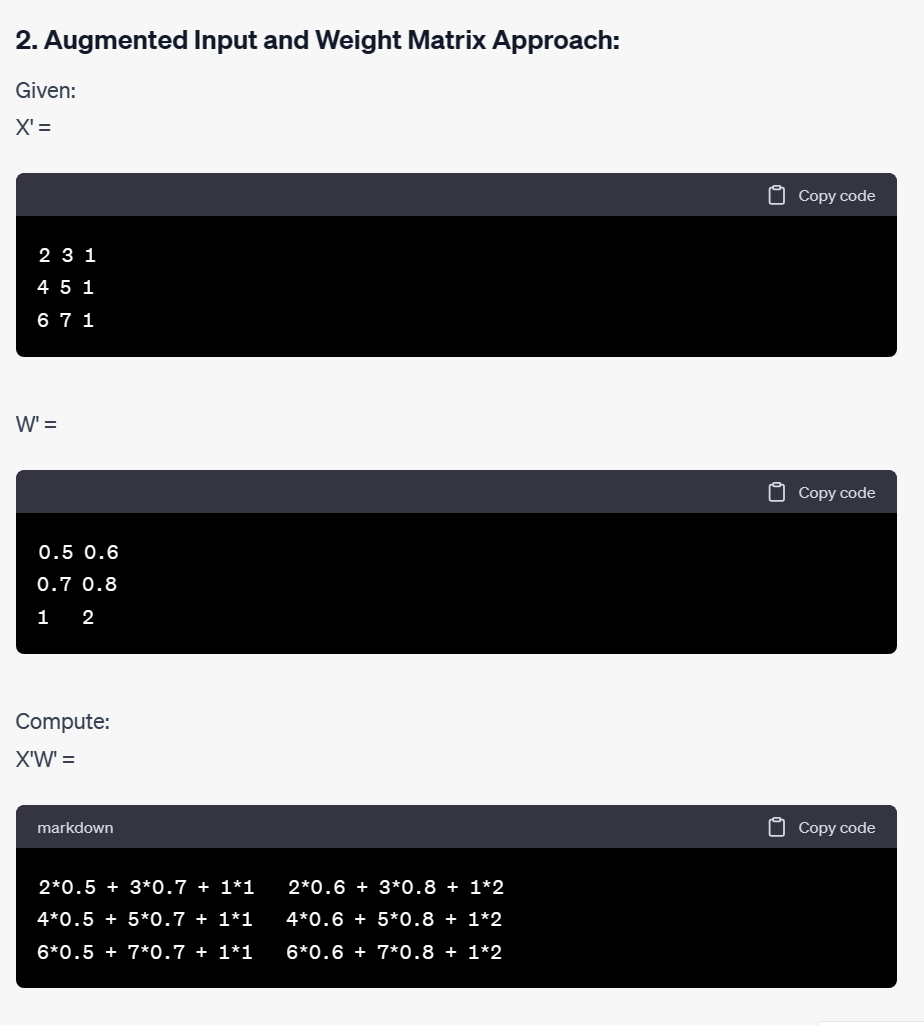 2. Augmented Input and Weight Matrix Approach:
Given:
X' =
Copy code
2 3 1
4 5 1
6 7 1
W' =
Copy code
0.5 0.6
0.7 0.8
1   2
Compute:
X'W' =
markdown Copy code
2*0.5 + 3*0.7 + 1*1   2*0.6 + 3*0.8 + 1*2
4*0.5 + 5*0.7 + 1*1   4*0.6 + 5*0.8 + 1*2
6*0.5 + 7*0.7 + 1*1   6*0.6 + 7*0.8 + 1*2